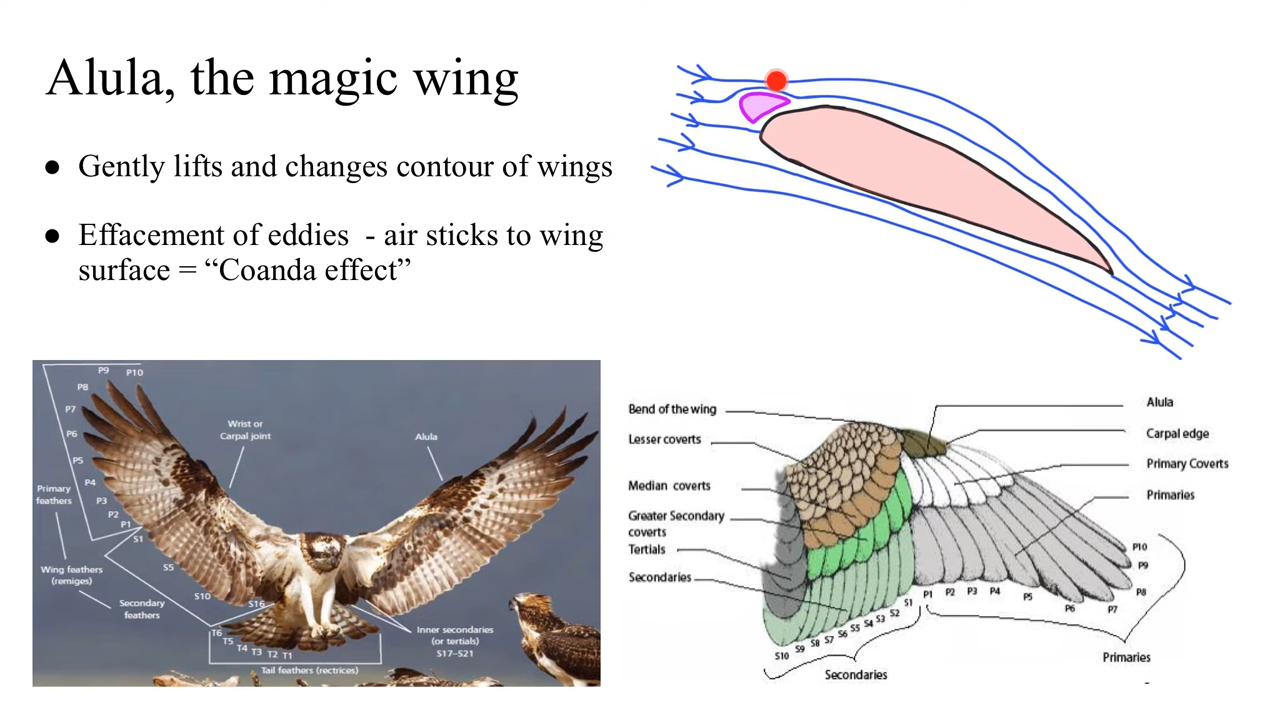 Alula, the magic wing
● Gently lifts and changes contour of wings
● Effacement of eddies - air sticks to wing
surface = “Coanda effect”
P9
P10
P8
P7
P6
P5
P4
P3
P2
P1
S1
S5
S10
S16
Wrist or
Carpal joint
Alula
Primary
feathers
Wing feathers
(remiges)
Secondary
feathers
T6
T5
T4
T3
T2
T1
Inner secondaries
(or tertials)
S17–S21
Tail feathers (rectrices)
Bend of the wing
Lesser coverts
Median coverts
Greater Secondary
coverts
Tertials
Secondaries
Alula
Carpal edge
Primary Coverts
Primaries
P10
P9
P8
P7
P6
P5
P4
P3
P2
P1
S1
S2
S3
S4
S5
S6
S7
S8
S9
S10
Secondaries
Primaries